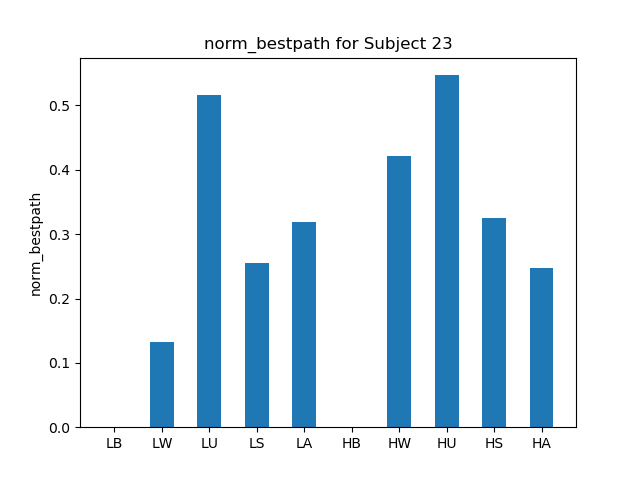 norm_bestpath for Subject 23
norm_bestpath
0.5
0.4
0.3
0.2
0.1
0.0
LB LW LU LS LA HB HW HU HS HA